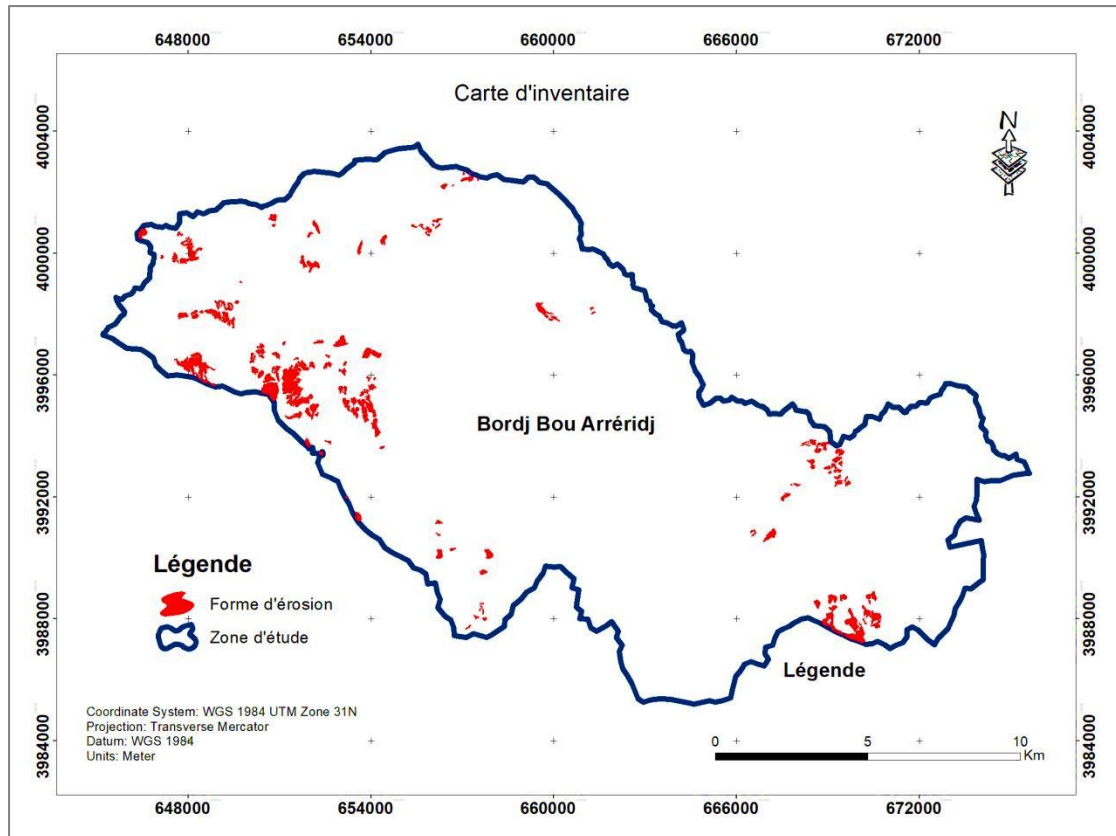 648000 654000 660000 666000 672000
Carte d'inventaire
N
4004000 4004000
4000000 4000000
3996000 3996000
Bordj Bou Arréridj
3992000 3992000
Légende
Forme d'érosion
Zone d'étude
3988000 3988000
Légende
Coordinate System: WGS 1984 UTM Zone 31N
Projection: Transverse Mercator
Datum: WGS 1984
Units: Meter
0 5 10
Km
3984000 3984000
648000 654000 660000 666000 672000